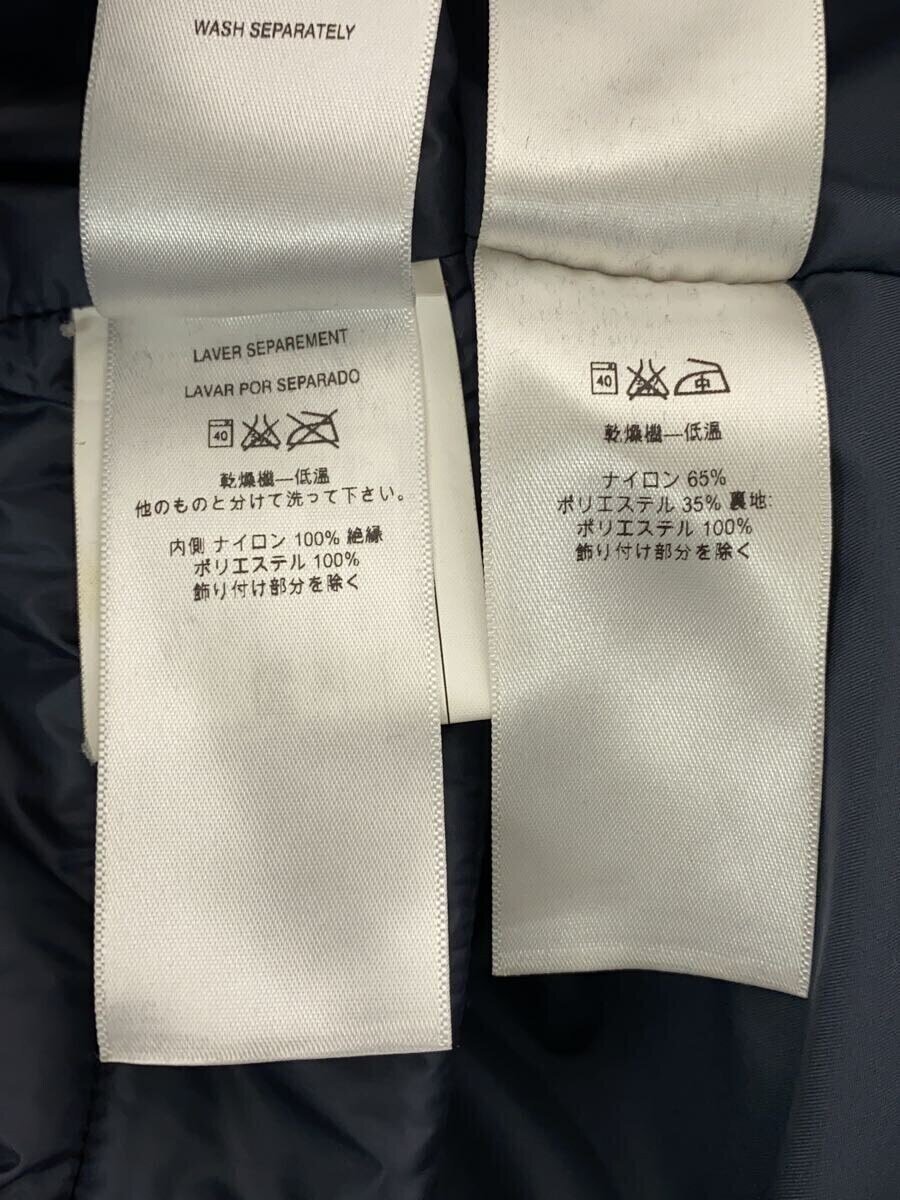 WASH SEPARATELY
LAVER SEPAREMENT
LAVAR POR SEPARADO
40
乾燥機—低温
他のものと分けて洗って下さい。
内側 ナイロン 100% 絶縁
ポリエステル 100%
飾り付け部分を除く
40 中
乾燥機—低温
ナイロン 65%
ポリエステル 35% 裏地:
ポリエステル 100%
飾り付け部分を除く